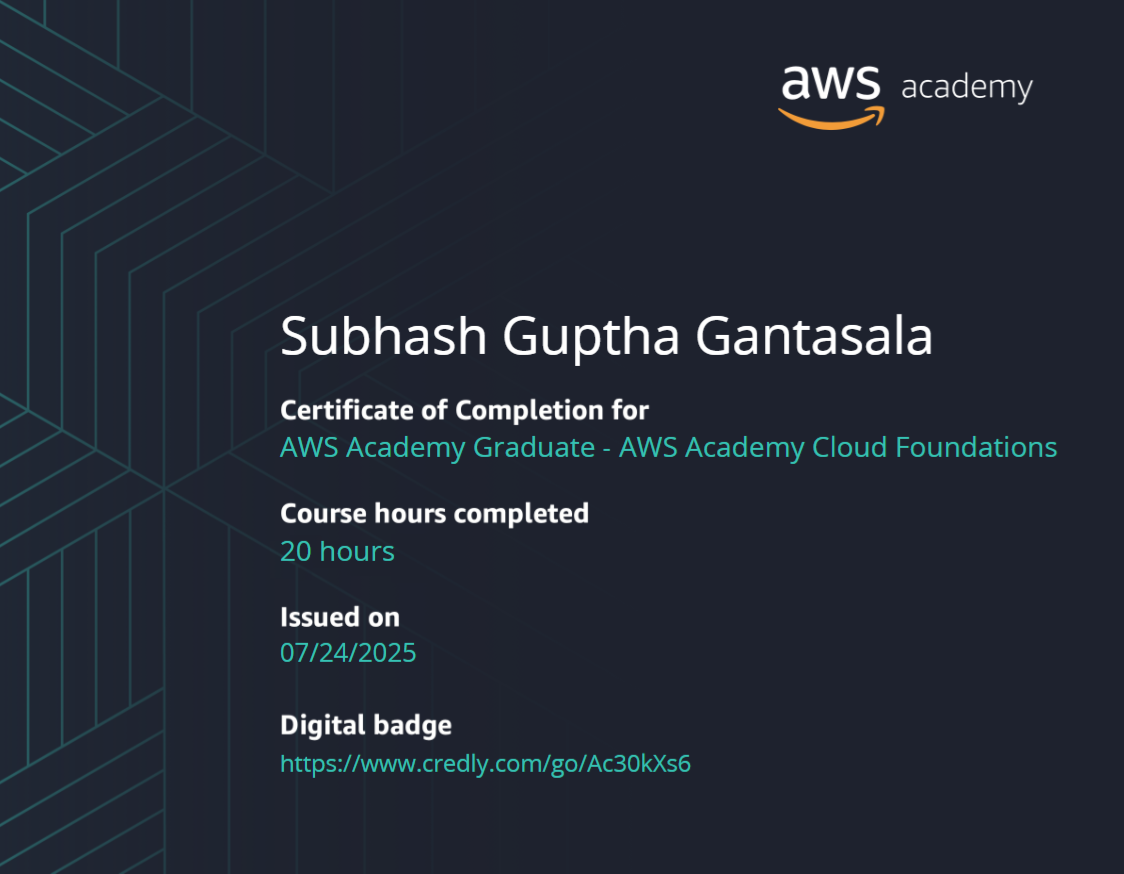 aws academy
Subhash Guptha Gantasala
Certificate of Completion for
AWS Academy Graduate - AWS Academy Cloud Foundations
Course hours completed
20 hours
Issued on
07/24/2025
Digital badge
https://www.credly.com/go/Ac30kXs6